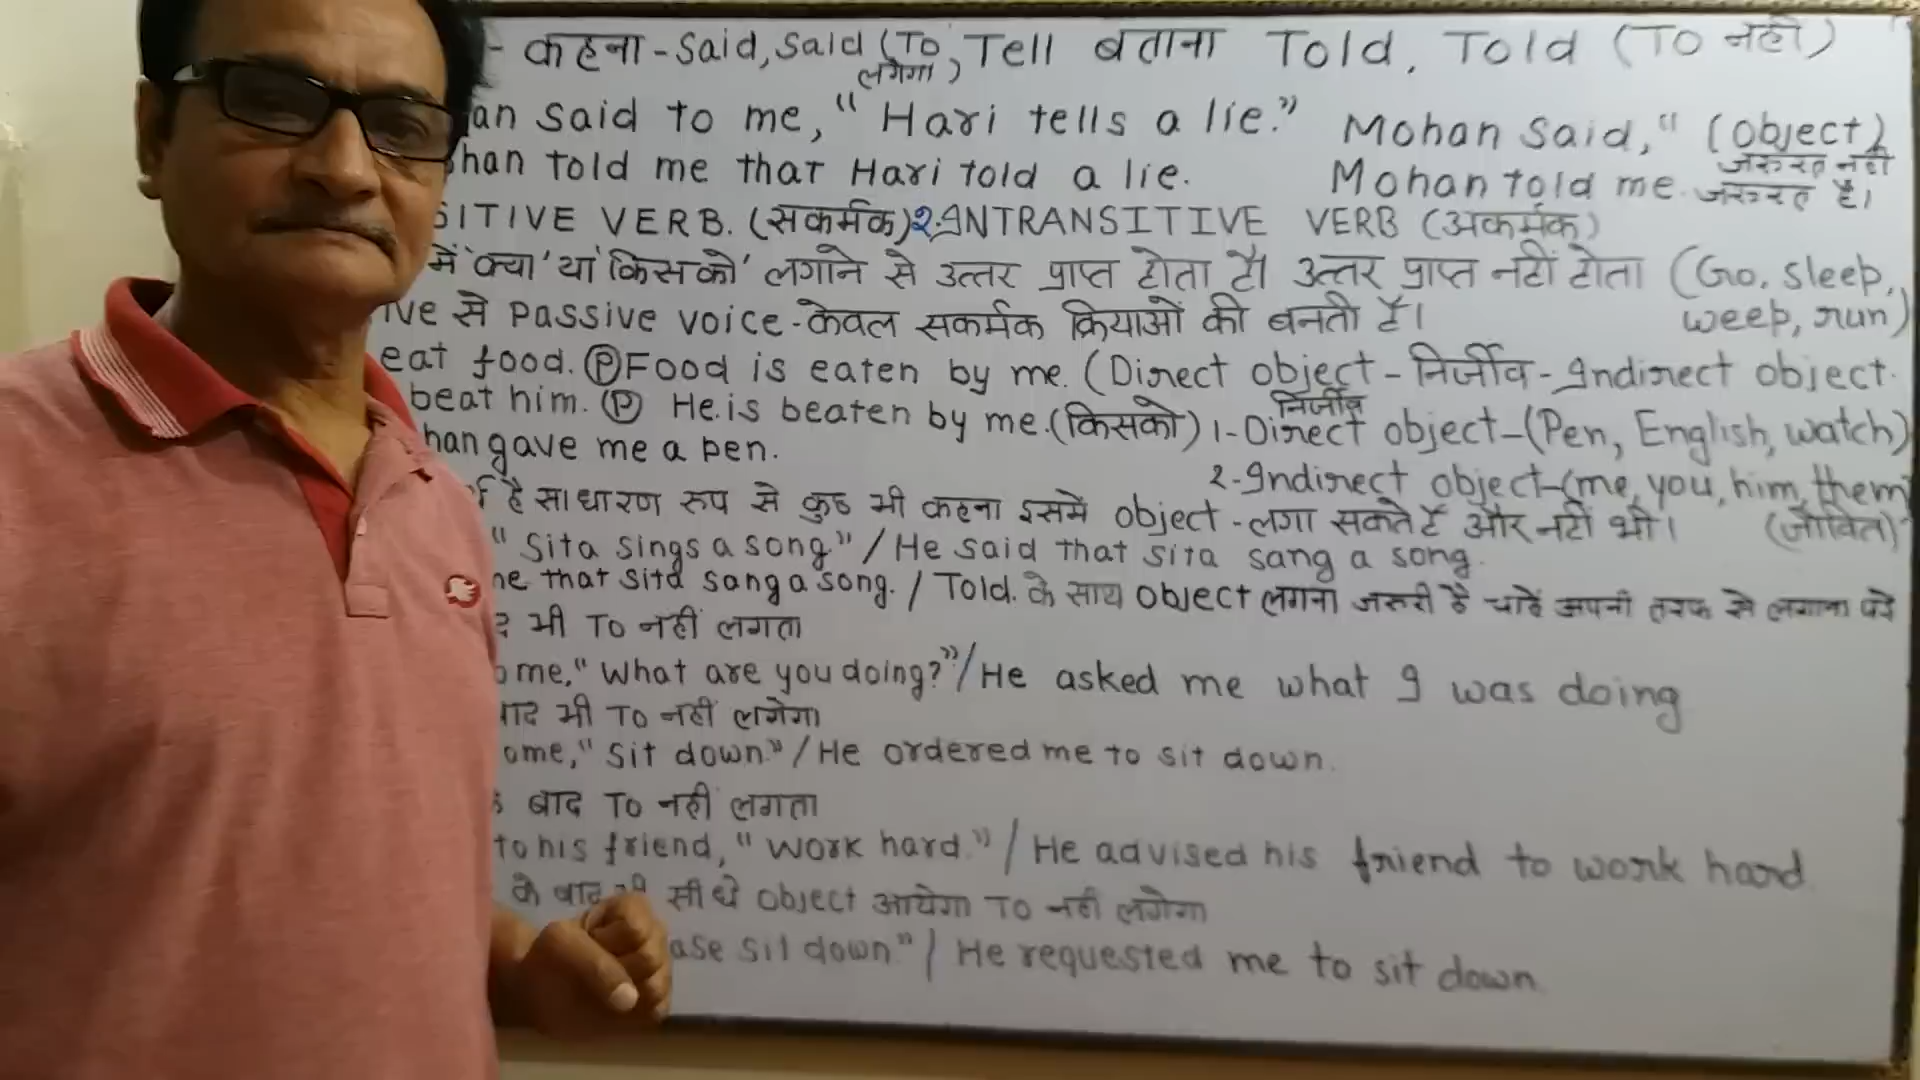 - कहना - Said, Said (To लगेगा), Tell बताना Told, Told (TO नहीं)
an said to me, “ Hari tells a lie.” Mohan Said, “ (object) जरूरत नहीं
han told me that Hari told a lie. Mohan told me. जरूरत है।
SITIVE VERB. (सकर्मक) २. INTRANSITIVE VERB (अकर्मक)
में 'क्या' या 'किसको' लगाने से उत्तर प्राप्त होता है। उत्तर प्राप्त नहीं होता (Go, sleep, weep, run)
ive से Passive voice - केवल सकर्मक क्रियाओं की बनती है।
eat food. (P) Food is eaten by me. (Direct object - निर्जीव - Indirect object.
beat him. (P) He is beaten by me. (किसको) 1- Direct object - (Pen, English, watch) निर्जीव
han gave me a pen.
2- Indirect object - (me, you, him, them) (जीवित)
है साधारण रूप से कुछ भी कहना इसमें object - लगा सकते हैं और नहीं भी।
“ Sita sings a song” / He said that sita sang a song.
me that sita sang a song. / Told. के साथ object लगना जरूरी है चाहें अपनी तरफ से लगाना पड़े
भी TO नहीं लगता
ome, “ What are you doing?” / He asked me what I was doing
बाद भी TO नहीं लगेगा
ome, “ Sit down” / He ordered me to sit down.
बाद TO नहीं लगता
to his friend, “ Work hard.” / He advised his friend to work hard
के बाद भी सीधे object आयेगा TO नहीं लगेगा
ase sit down” / He requested me to sit down